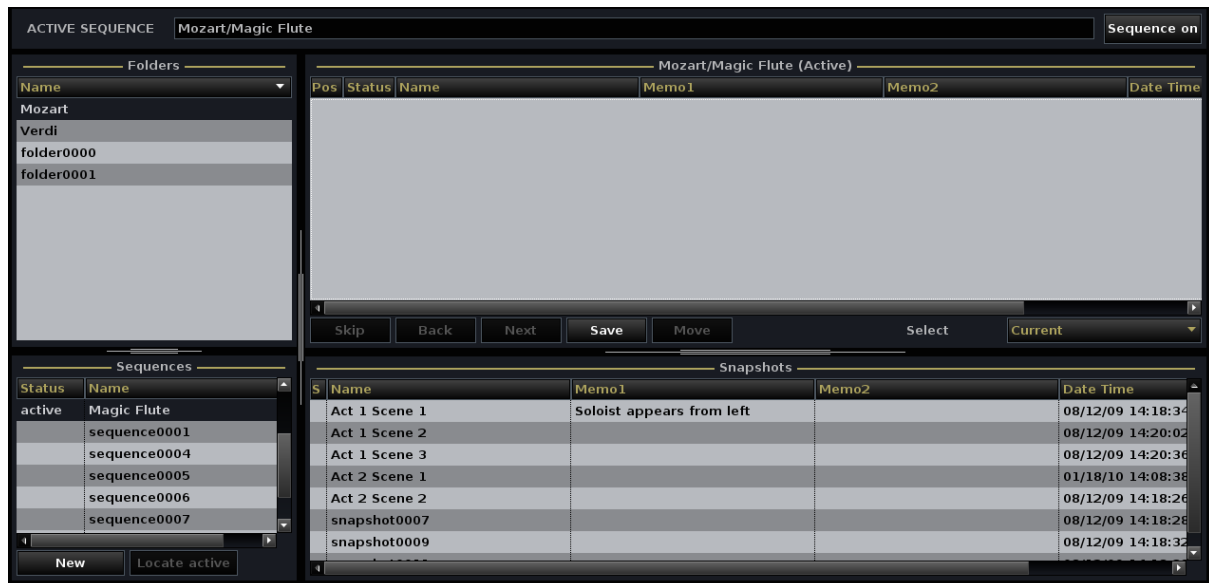 ACTIVE SEQUENCE Mozart/Magic Flute Sequence on
Folders
Name
Mozart
Verdi
folder0000
folder0001
Mozart/Magic Flute (Active)
Pos Status Name Memo1 Memo2 Date Time
Skip Back Next Save Move Select Current
Sequences
Status Name
active Magic Flute
sequence0001
sequence0004
sequence0005
sequence0006
sequence0007
New Locate active
Snapshots
S Name Memo1 Memo2 Date Time
Act 1 Scene 1 Soloist appears from left 08/12/09 14:18:34
Act 1 Scene 2 08/12/09 14:20:02
Act 1 Scene 3 08/12/09 14:20:36
Act 2 Scene 1 01/18/10 14:08:38
Act 2 Scene 2 08/12/09 14:18:26
snapshot0007 08/12/09 14:18:28
snapshot0009 08/12/09 14:18:32